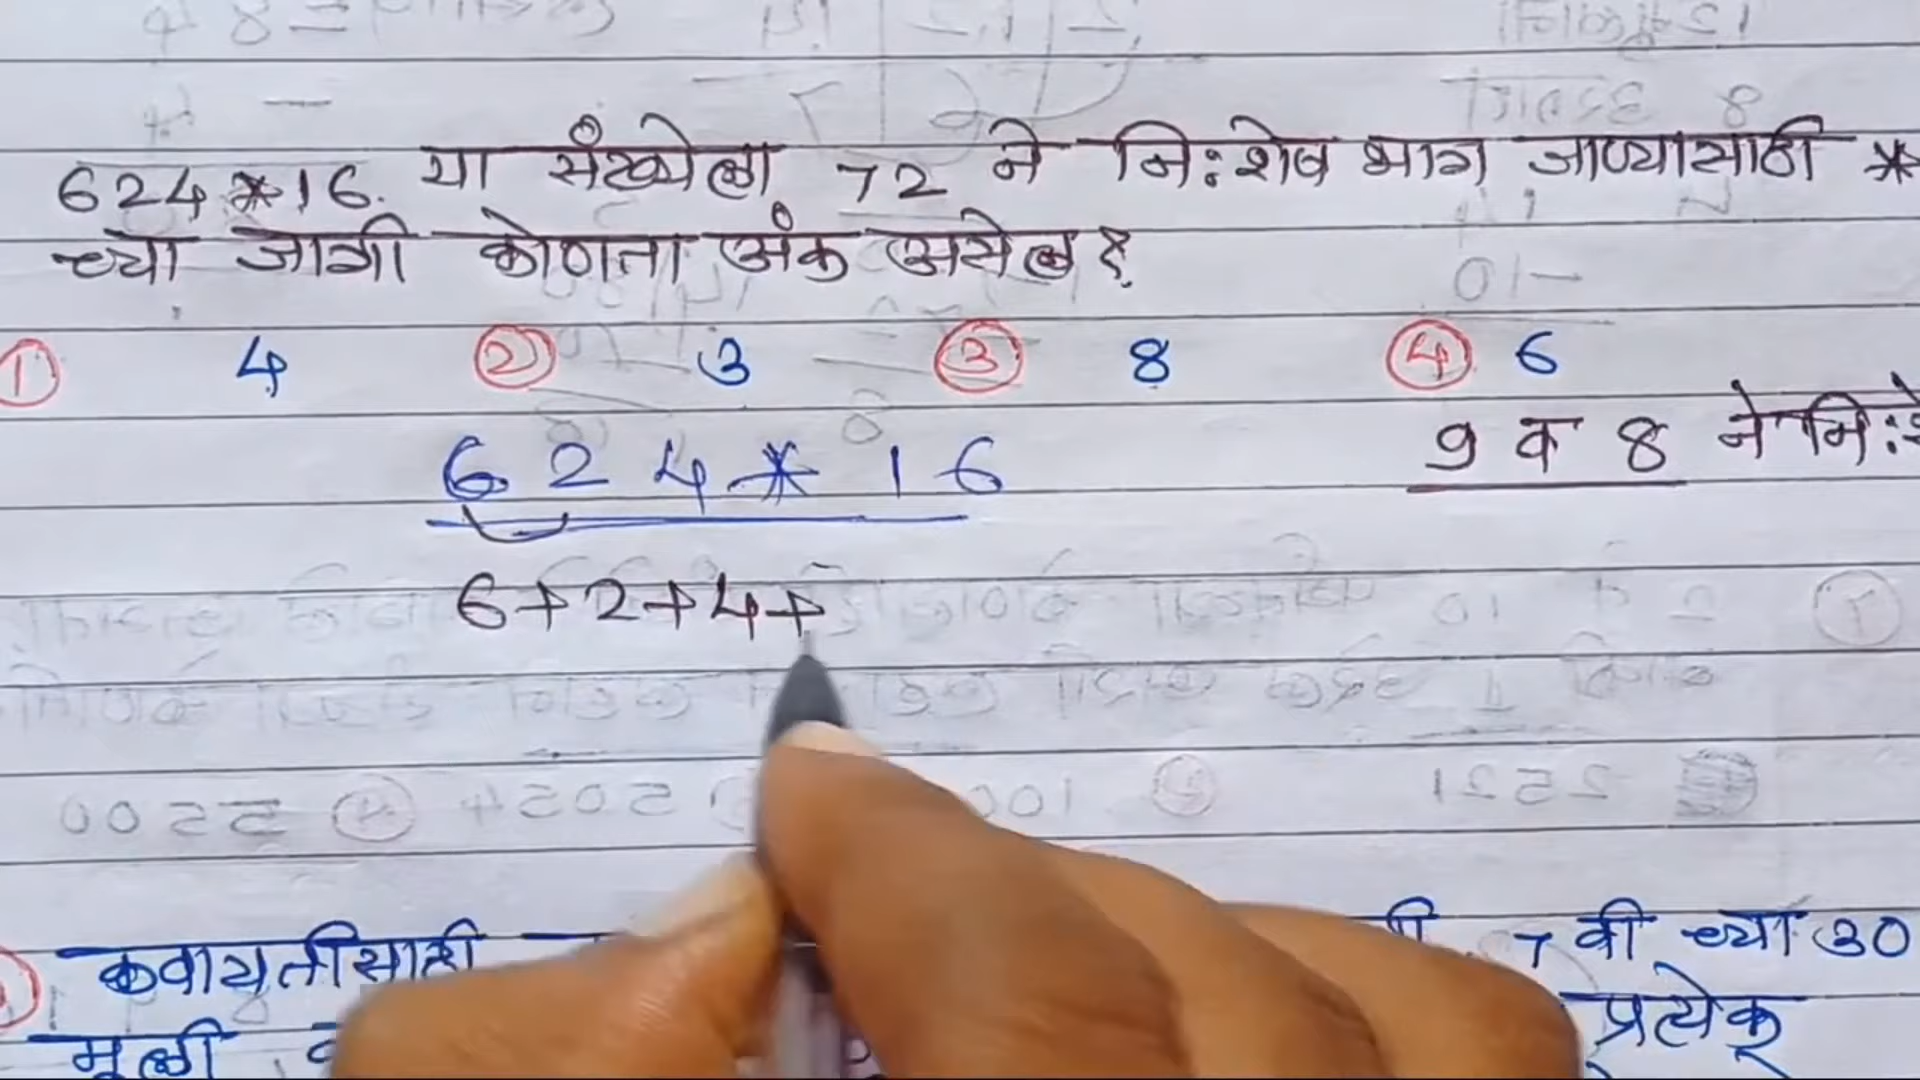 624*16. या संख्येला 72 ने नि:शेष भाग जाण्यासाठी *
च्या जागी कोणता अंक असेल?
① 4 ② 3 ③ 8 ④ 6
9 व 8 ने नि:शे
6 2 4 * 1 6
6+2+4+
कवायतीसाठी 7 वी च्या 30
मुली प्रत्येक